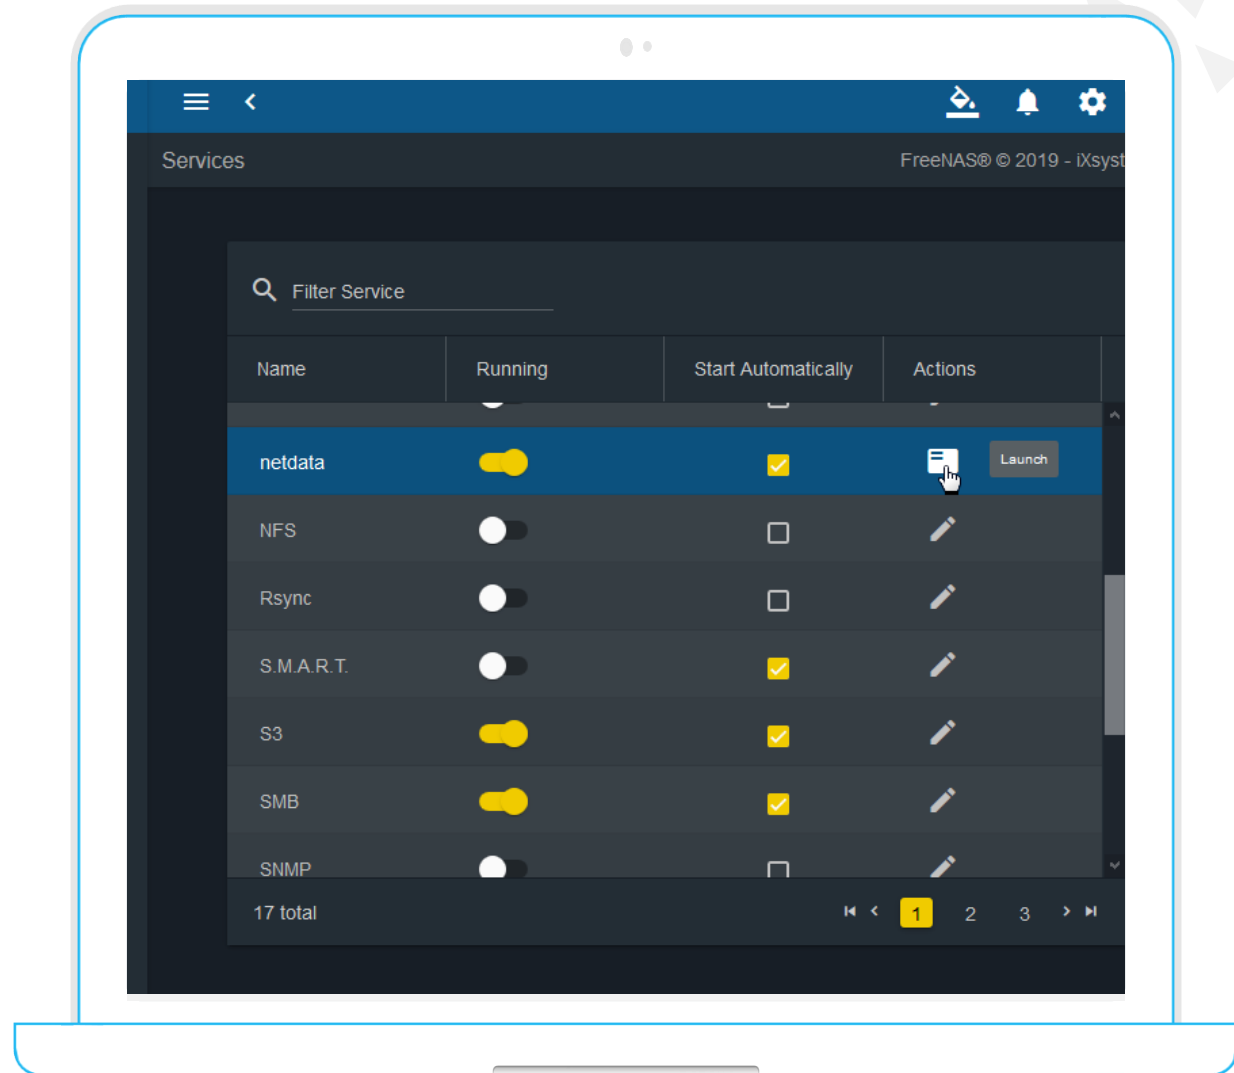 Services FreeNAS® © 2019 - iXsyst
Filter Service
Name Running Start Automatically Actions
netdata Launch
NFS
Rsync
S.M.A.R.T.
S3
SMB
SNMP
17 total 1 2 3